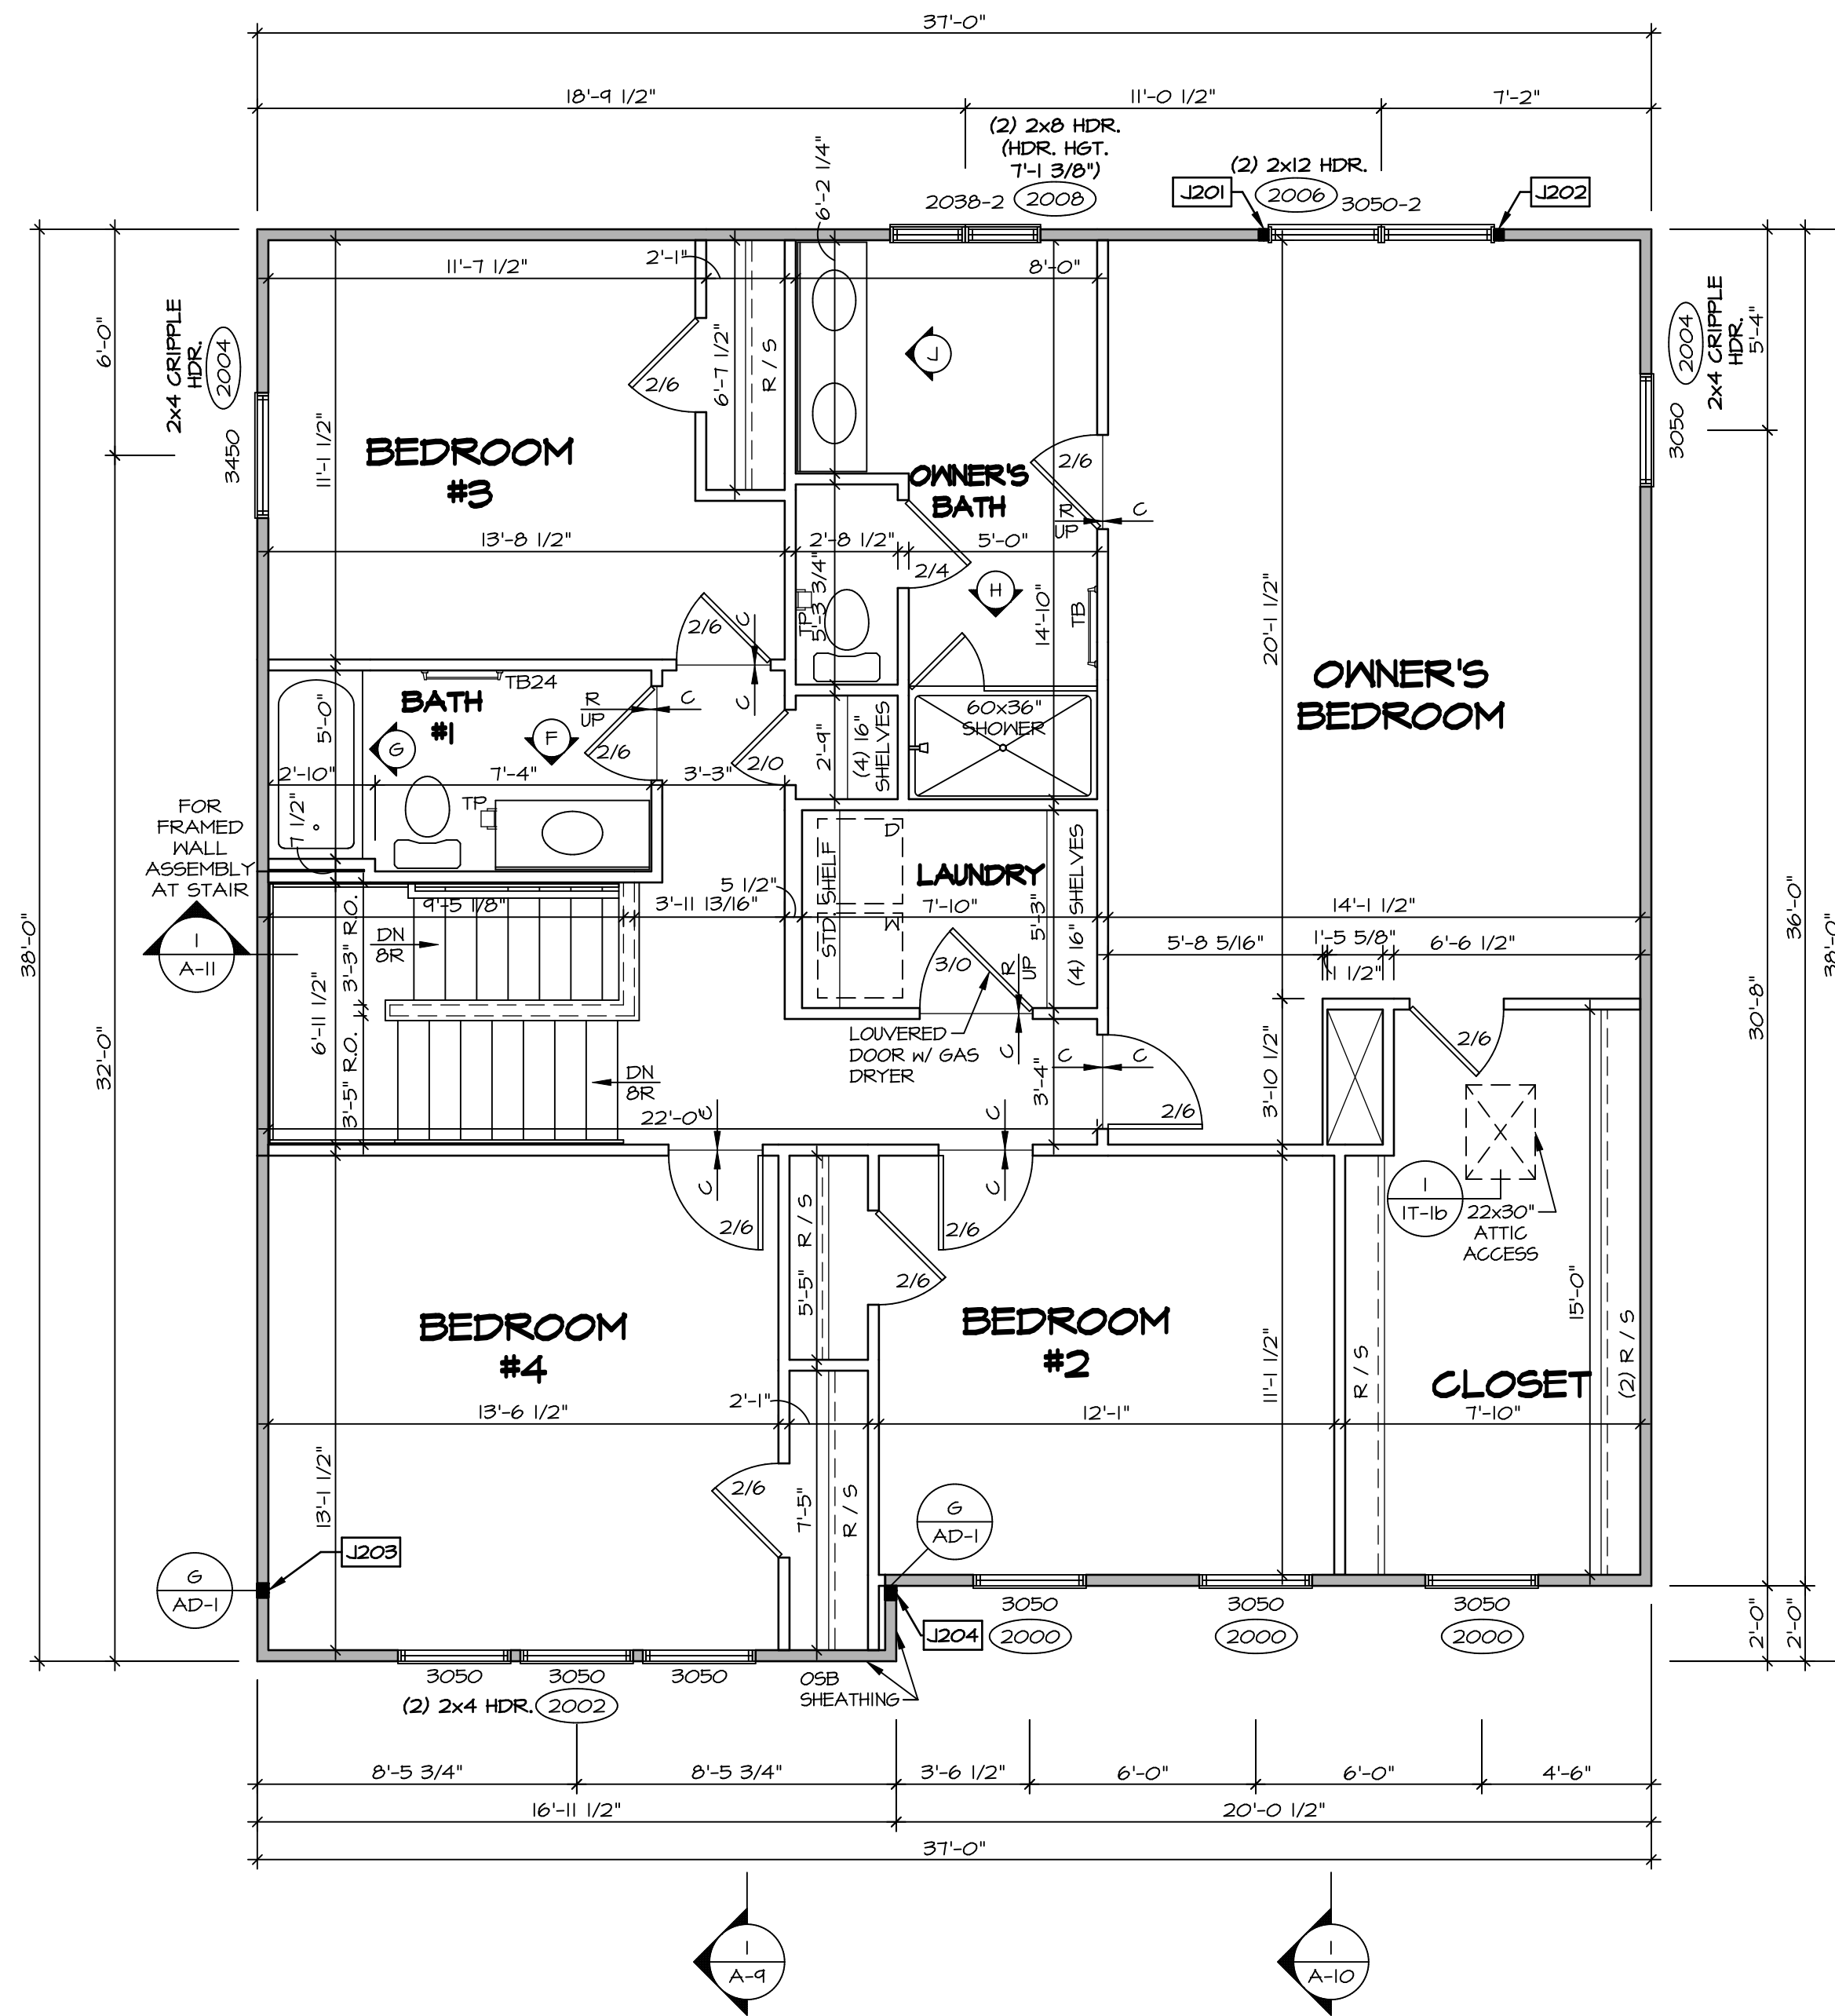 37'-0"
18'-9 1/2"
11'-0 1/2"
7'-2"
(2) 2x8 HDR.
(HDR. HGT.
7'-1 3/8")
6'-2 1/4"
(2) 2x12 HDR.
2038-2
2008
J201
2006
3050-2
J202
38'-0"
6'-0"
32'-0"
2x4 CRIPPLE
HDR.
2004
3450
11'-7 1/2"
2'-1"
8'-0"
11'-1 1/2"
2/6
6'-7 1/2"
R / S
J
BEDROOM
#3
OWNER'S
BATH
2/6
R
UP
C
13'-8 1/2"
2'-8 1/2"
5'-0"
2/4
5'-3 3/4"
TP
H
14'-10"
TB
20'-1 1/2"
OWNER'S
BEDROOM
2004
2x4 CRIPPLE
HDR.
5'-4"
3050
30'-8"
36'-0"
38'-0"
2/6
C
C
TB24
BATH
#1
R
UP
C
5'-0"
G
F
2/6
2/0
2'-9"
(4) 16"
SHELVES
60x36"
SHOWER
2'-10"
7'-4"
3'-3"
7 1/2"
TP
FOR
FRAMED
WALL
ASSEMBLY
AT STAIR
1
A-11
D
STD. SHELF
W
LAUNDRY
(4) 16" SHELVES
5 1/2"
9'-5 1/8"
3'-11 13/16"
7'-10"
5'-3"
14'-1 1/2"
5'-8 5/16"
1'-5 5/8"
6'-6 1/2"
1 1/2"
DN
8R
3'-3" R.O.
6'-11 1/2"
3'-5" R.O.
DN
8R
3/0
R
UP
LOUVERED
DOOR W/ GAS
DRYER
C
C
C
3'-4"
3'-10 1/2"
2/6
2/6
22'-0"
C
C
C
C
2/6
2/6
R / S
5'-5"
2/6
1
1T-1b
22x30"
ATTIC
ACCESS
15'-0"
BEDROOM
#4
BEDROOM
#2
11'-1 1/2"
R / S
CLOSET
(2) R / S
13'-6 1/2"
2'-1"
12'-1"
7'-10"
13'-1 1/2"
2/6
7'-5"
R / S
G
AD-1
J203
G
AD-1
J204
3050
2000
3050
2000
3050
2000
2'-0"
2'-0"
3050
3050
3050
(2) 2x4 HDR.
2002
OSB
SHEATHING
8'-5 3/4"
8'-5 3/4"
3'-6 1/2"
6'-0"
6'-0"
4'-6"
16'-11 1/2"
20'-0 1/2"
37'-0"
1
A-9
1
A-10